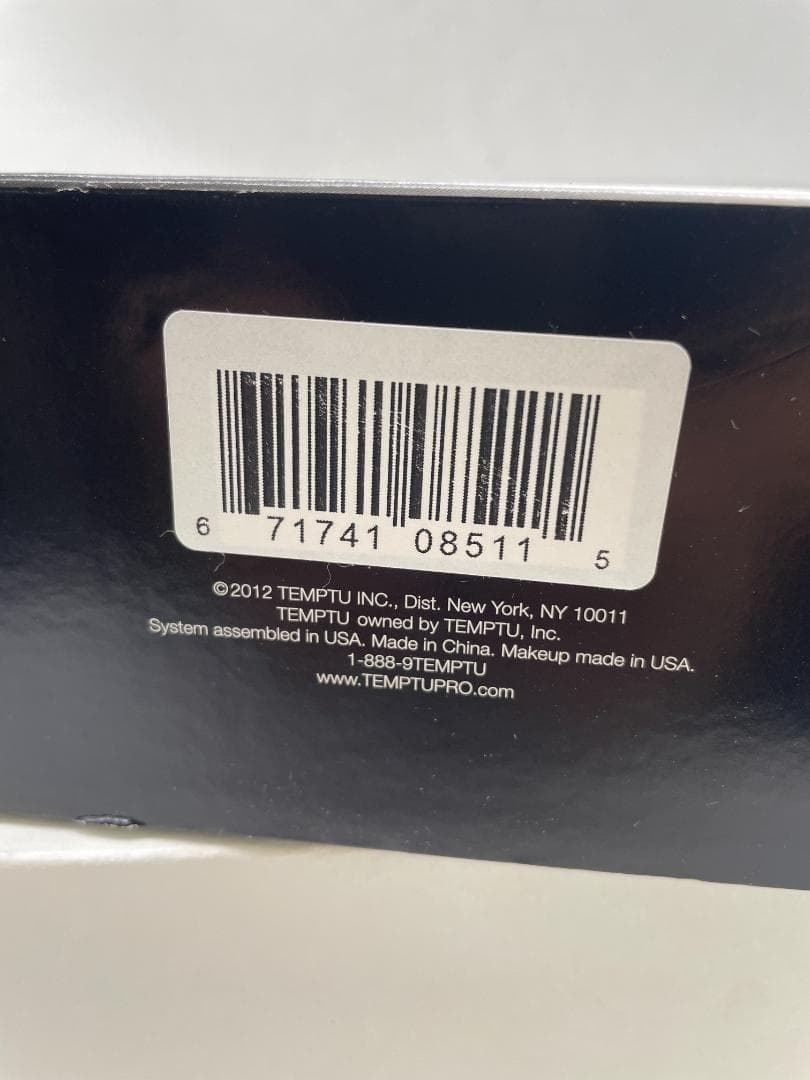 6 71741 08511 5
©2012 TEMPTU INC., Dist. New York, NY 10011
TEMPTU owned by TEMPTU, Inc.
System assembled in USA. Made in China. Makeup made in USA.
1-888-9TEMPTU
www.TEMPTUPRO.com